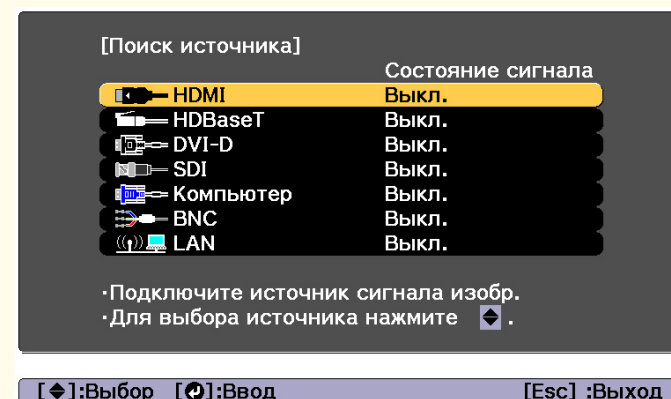 [Поиск источника]
Состояние сигнала
HDMI Выкл.
HDBaseT Выкл.
DVI-D Выкл.
SDI Выкл.
Компьютер Выкл.
BNC Выкл.
LAN Выкл.
·Подключите источник сигнала изобр.
·Для выбора источника нажмите .
[ ]:Выбор [ ]:Ввод [Esc] :Выход